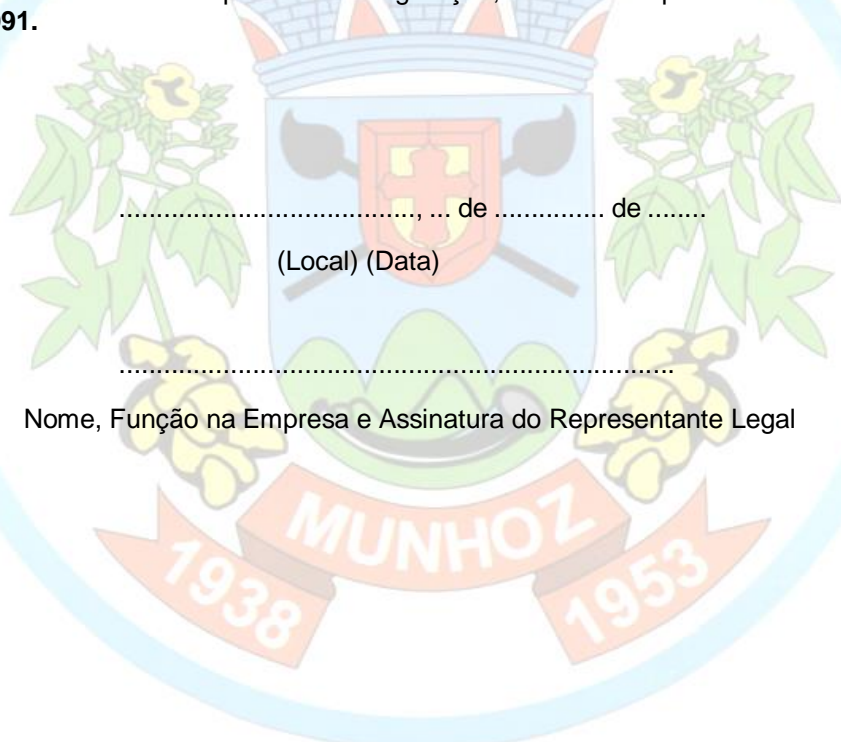 91.
........................................, ... de ............... de ........
(Local) (Data)
...........................................................................
Nome, Função na Empresa e Assinatura do Representante Legal
MUNHOZ
1938
1953